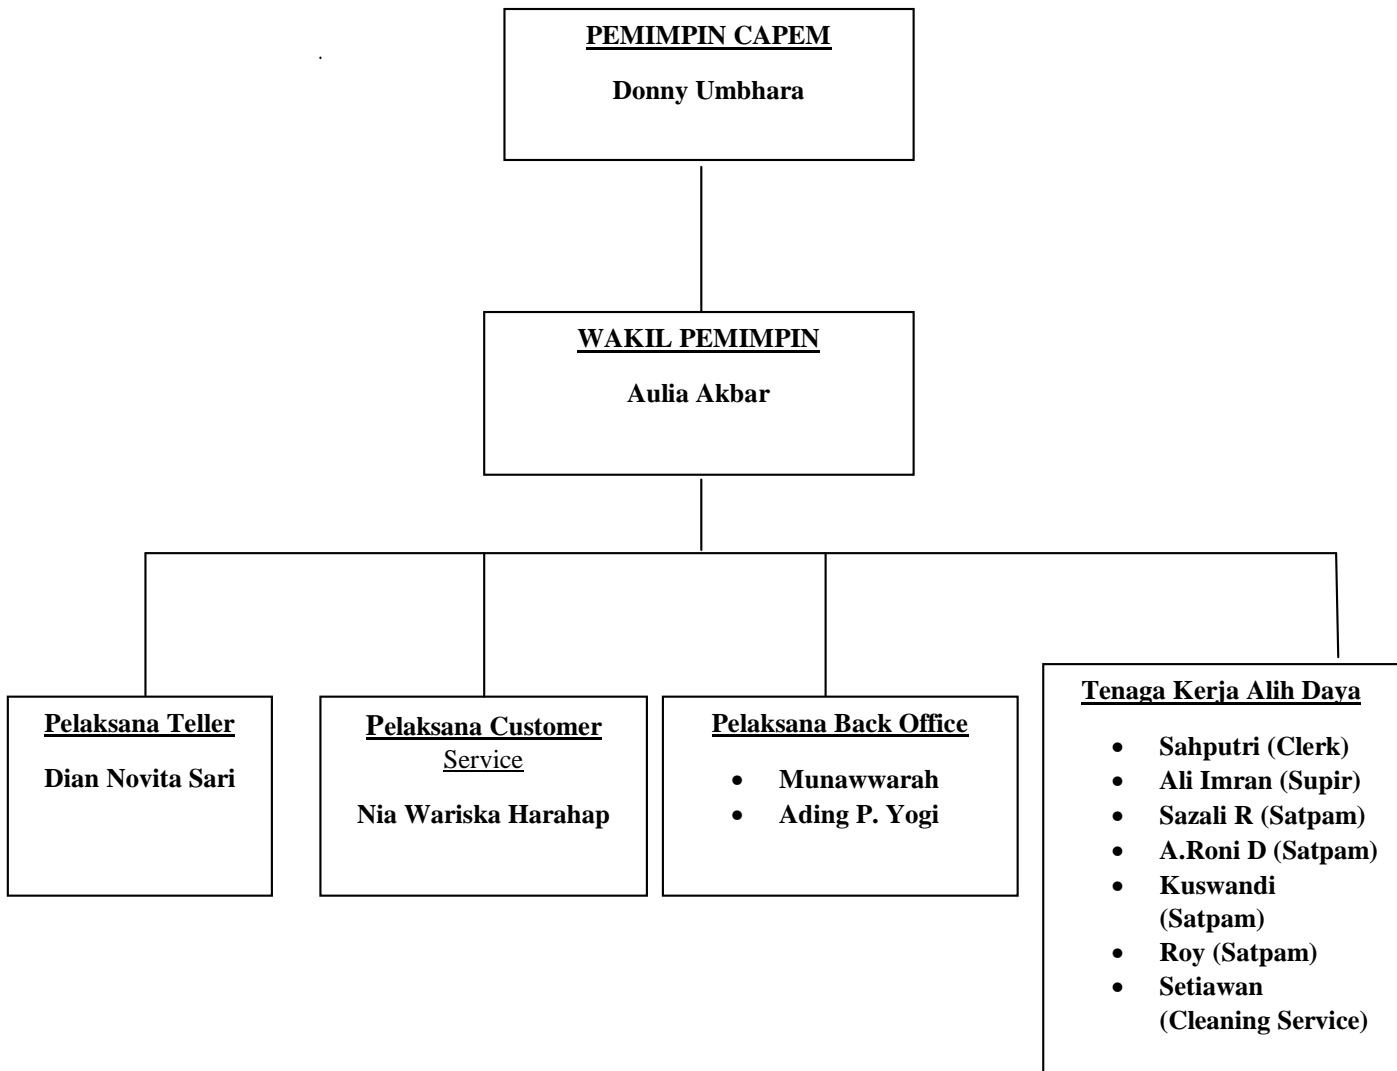 PEMIMPIN CAPEM
Donny Umbhara
WAKIL PEMIMPIN
Aulia Akbar
Pelaksana Teller
Dian Novita Sari
Pelaksana Customer
Service
Nia Wariska Harahap
Pelaksana Back Office
• Munawwarah
• Ading P. Yogi
Tenaga Kerja Alih Daya
• Sahputri (Clerk)
• Ali Imran (Supir)
• Sazali R (Satpam)
• A.Roni D (Satpam)
• Kuswandi
(Satpam)
• Roy (Satpam)
• Setiawan
(Cleaning Service)